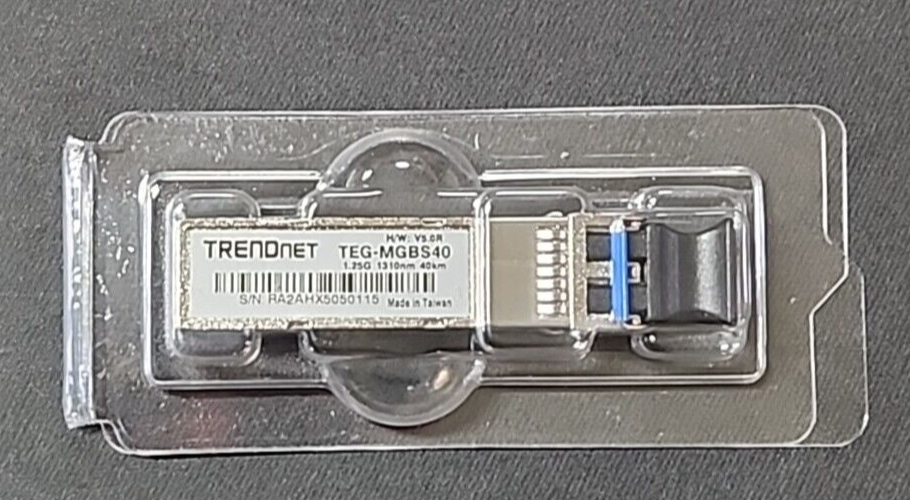 H/W: V5.0R
TRENDNET TEG-MGBS40
1.25G 1310nm 40km
S/N RA2AHX5050115 Made in Taiwan